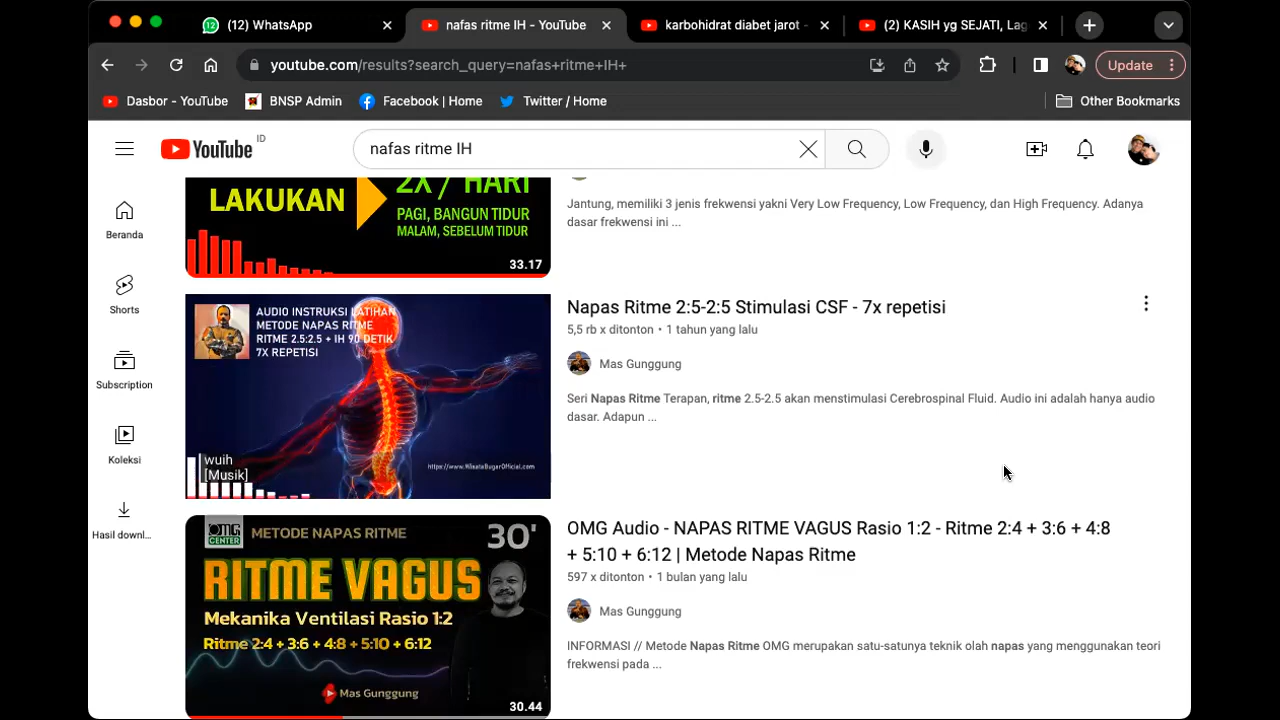 (12) WhatsApp
nafas ritme IH - YouTube
karbohidrat diabet jarot -
(2) KASIH yg SEJATI, Lag
youtube.com/results?search_query=nafas+ritme+IH+
Update
Dasbor - YouTube
BNSP Admin
Facebook | Home
Twitter / Home
Other Bookmarks
YouTube
ID
nafas ritme IH
Beranda
Shorts
Subscription
Koleksi
Hasil downl...
LAKUKAN
2X / HARI
PAGI, BANGUN TIDUR
MALAM, SEBELUM TIDUR
33.17
Jantung, memiliki 3 jenis frekwensi yakni Very Low Frequency, Low Frequency, dan High Frequency. Adanya
dasar frekwensi ini ...
AUDIO INSTRUKSI LATIHAN
METODE NAPAS RITME
RITME 2.5:2.5 + IH 90 DETIK
7X REPETISI
wuih
[Musik]
https://www.WisataBugarOfficial.com
Napas Ritme 2:5-2:5 Stimulasi CSF - 7x repetisi
5,5 rb x ditonton • 1 tahun yang lalu
Mas Gunggung
Seri Napas Ritme Terapan, ritme 2.5-2.5 akan menstimulasi Cerebrospinal Fluid. Audio ini adalah hanya audio
dasar. Adapun ...
OMG
CENTER
METODE NAPAS RITME
30'
RITME VAGUS
Mekanika Ventilasi Rasio 1:2
Ritme 2:4 + 3:6 + 4:8 + 5:10 + 6:12
Mas Gunggung
30.44
OMG Audio - NAPAS RITME VAGUS Rasio 1:2 - Ritme 2:4 + 3:6 + 4:8
+ 5:10 + 6:12 | Metode Napas Ritme
597 x ditonton • 1 bulan yang lalu
Mas Gunggung
INFORMASI // Metode Napas Ritme OMG merupakan satu-satunya teknik olah napas yang menggunakan teori
frekwensi pada ...